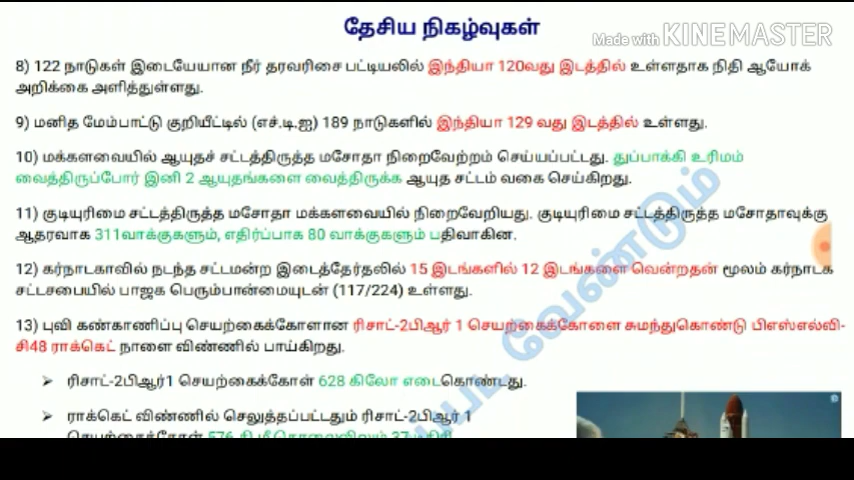 தேசிய நிகழ்வுகள்
Made with KINEMASTER
8) 122 நாடுகள் இடையேயான நீர் தரவரிசை பட்டியலில் இந்தியா 120வது இடத்தில் உள்ளதாக நிதி ஆயோக்
அறிக்கை அளித்துள்ளது.
9) மனித மேம்பாட்டு குறியீட்டில் (எச்.டி.ஐ) 189 நாடுகளில் இந்தியா 129 வது இடத்தில் உள்ளது.
10) மக்களவையில் ஆயுதச் சட்டத்திருத்த மசோதா நிறைவேற்றம் செய்யப்பட்டது. துப்பாக்கி உரிமம்
வைத்திருப்போர் இனி 2 ஆயுதங்களை வைத்திருக்க ஆயுத சட்டம் வகை செய்கிறது.
11) குடியுரிமை சட்டத்திருத்த மசோதா மக்களவையில் நிறைவேறியது. குடியுரிமை சட்டத்திருத்த மசோதாவுக்கு
ஆதரவாக 311வாக்குகளும், எதிர்ப்பாக 80 வாக்குகளும் பதிவாகின.
12) கர்நாடகாவில் நடந்த சட்டமன்ற இடைத்தேர்தலில் 15 இடங்களில் 12 இடங்களை வென்றதன் மூலம் கர்நாடக
சட்டசபையில் பாஜக பெரும்பான்மையுடன் (117/224) உள்ளது.
13) புவி கண்காணிப்பு செயற்கைக்கோளான ரிசாட்-2பிஆர் 1 செயற்கைக்கோளை சுமந்துகொண்டு பிஎஸ்எல்வி-
சி48 ராக்கெட் நாளை விண்ணில் பாய்கிறது.
➤ ரிசாட்-2பிஆர்1 செயற்கைக்கோள் 628 கிலோ எடைகொண்டது.
➤ ராக்கெட் விண்ணில் செலுத்தப்பட்டதும் ரிசாட்-2பிஆர் 1
வேண்டும்